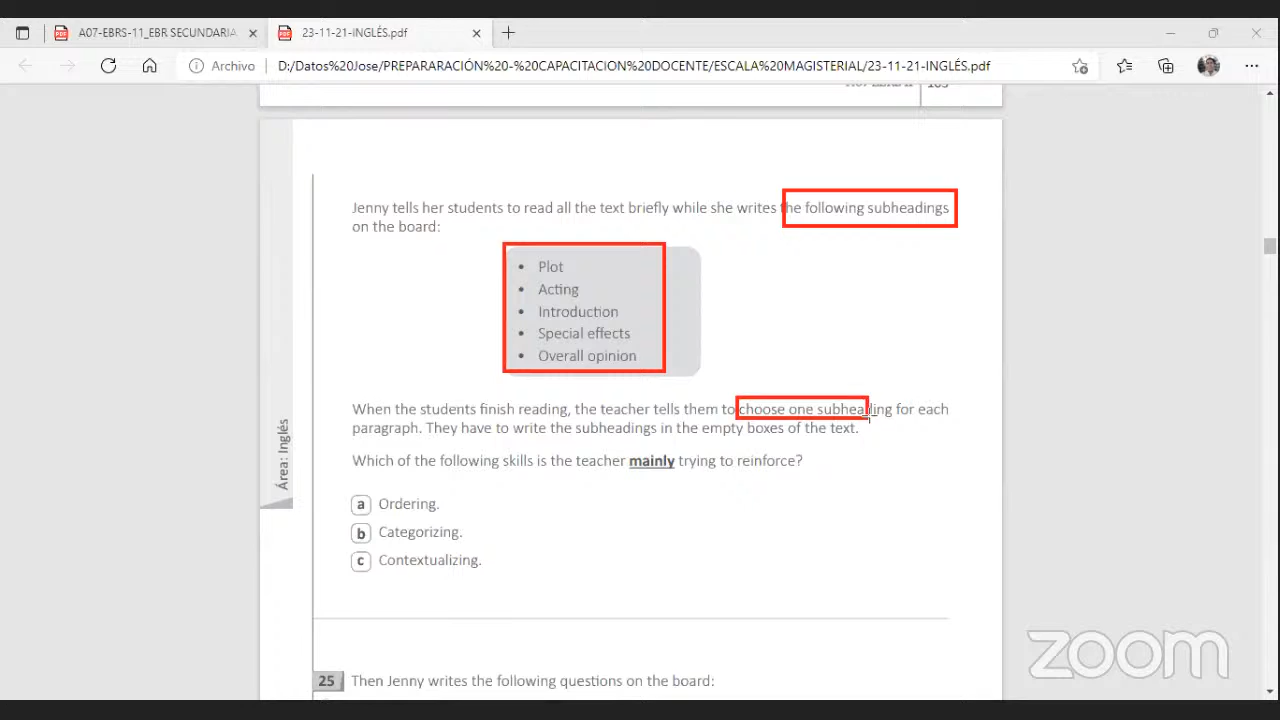 A07-EBRS-11_EBR SECUNDARIA
23-11-21-INGLÉS.pdf
Archivo
D:/Datos%20Jose/PREPARARACIÓN%20-%20CAPACITACION%20DOCENTE/ESCALA%20MAGISTERIAL/23-11-21-INGLÉS.pdf
Jenny tells her students to read all the text briefly while she writes the following subheadings
on the board:
• Plot
• Acting
• Introduction
• Special effects
• Overall opinion
When the students finish reading, the teacher tells them to choose one subheading for each
paragraph. They have to write the subheadings in the empty boxes of the text.
Which of the following skills is the teacher mainly trying to reinforce?
a Ordering.
b Categorizing.
c Contextualizing.
Área: Inglés
25 Then Jenny writes the following questions on the board:
zoom